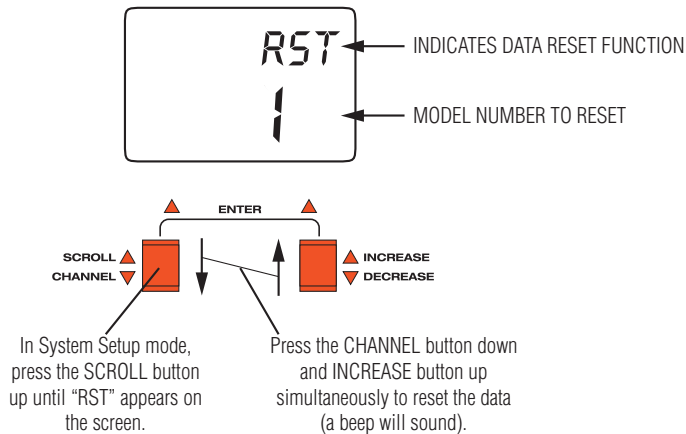 RST
INDICATES DATA RESET FUNCTION
1
MODEL NUMBER TO RESET
ENTER
SCROLL
INCREASE
CHANNEL
DECREASE
In System Setup mode,
press the SCROLL button
up until “RST” appears on
the screen.
Press the CHANNEL button down
and INCREASE button up
simultaneously to reset the data
(a beep will sound).